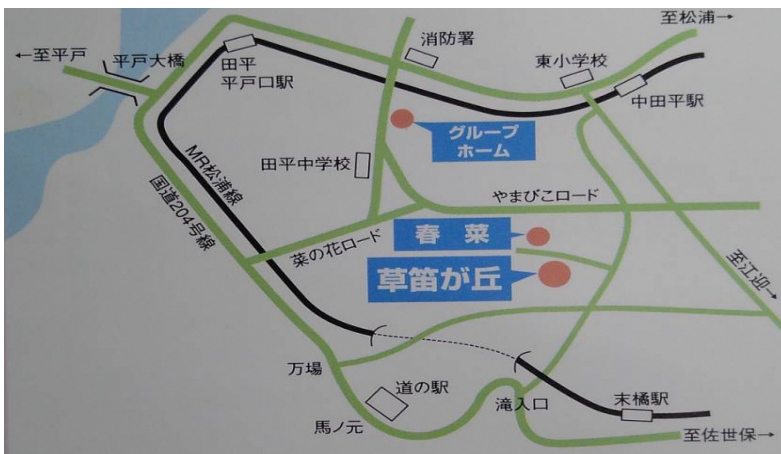 至松浦→
←至平戸
平戸大橋
田平
平戸口駅
消防署
東小学校
中田平駅
グループ
ホーム
田平中学校
MR松浦線
国道204号線
やまびこロード
菜の花ロード
春 菜
草笛が丘
至江迎→
万場
道の駅
馬ノ元
滝入口
末橘駅
至佐世保→